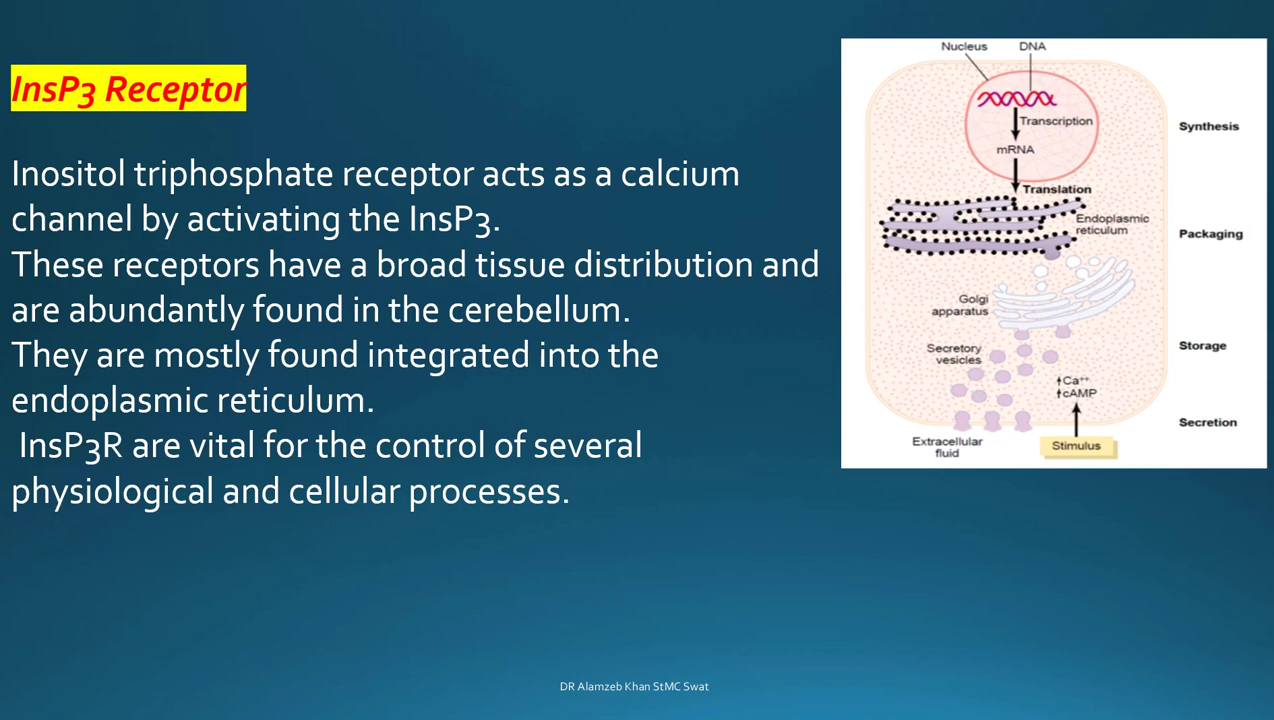 InsP3 Receptor
Inositol triphosphate receptor acts as a calcium
channel by activating the InsP3.
These receptors have a broad tissue distribution and
are abundantly found in the cerebellum.
They are mostly found integrated into the
endoplasmic reticulum.
InsP3R are vital for the control of several
physiological and cellular processes.
Nucleus
DNA
Transcription
mRNA
Translation
Endoplasmic
reticulum
Golgi
apparatus
Secretory
vesicles
Ca++
cAMP
Extracellular
fluid
Stimulus
Synthesis
Packaging
Storage
Secretion
DR Alamzeb Khan StMC Swat